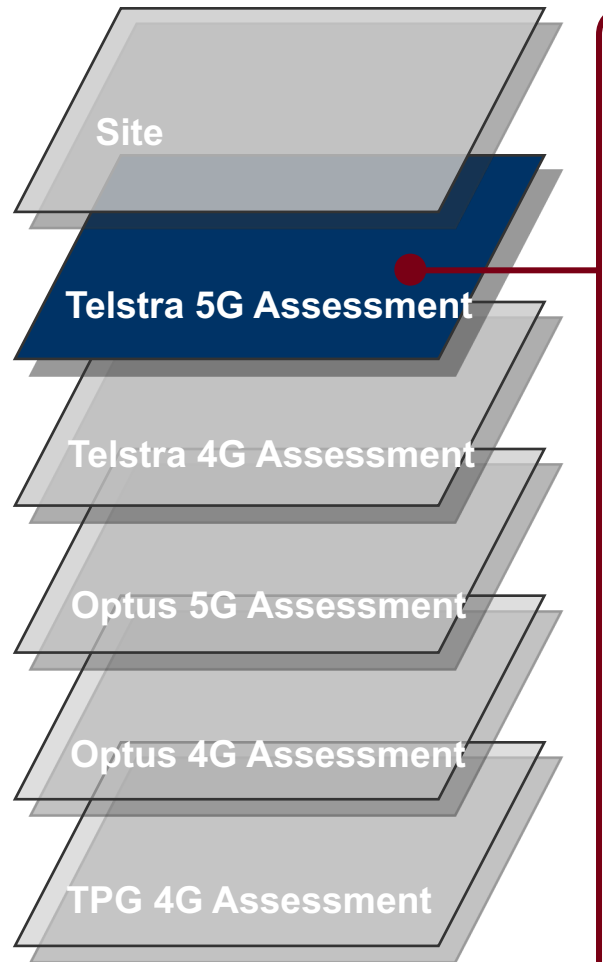 Site
Telstra 5G Assessment
Telstra 4G Assessment
Optus 5G Assessment
Optus 4G Assessment
TPG 4G Assessment